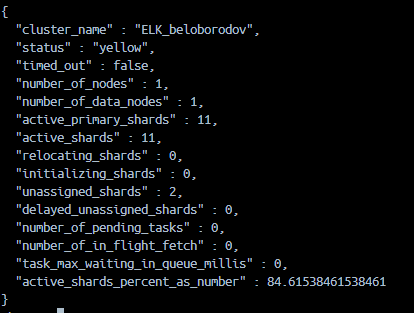 {
"cluster_name" : "ELK_beloborodov",
"status" : "yellow",
"timed_out" : false,
"number_of_nodes" : 1,
"number_of_data_nodes" : 1,
"active_primary_shards" : 11,
"active_shards" : 11,
"relocating_shards" : 0,
"initializing_shards" : 0,
"unassigned_shards" : 2,
"delayed_unassigned_shards" : 0,
"number_of_pending_tasks" : 0,
"number_of_in_flight_fetch" : 0,
"task_max_waiting_in_queue_millis" : 0,
"active_shards_percent_as_number" : 84.61538461538461
}